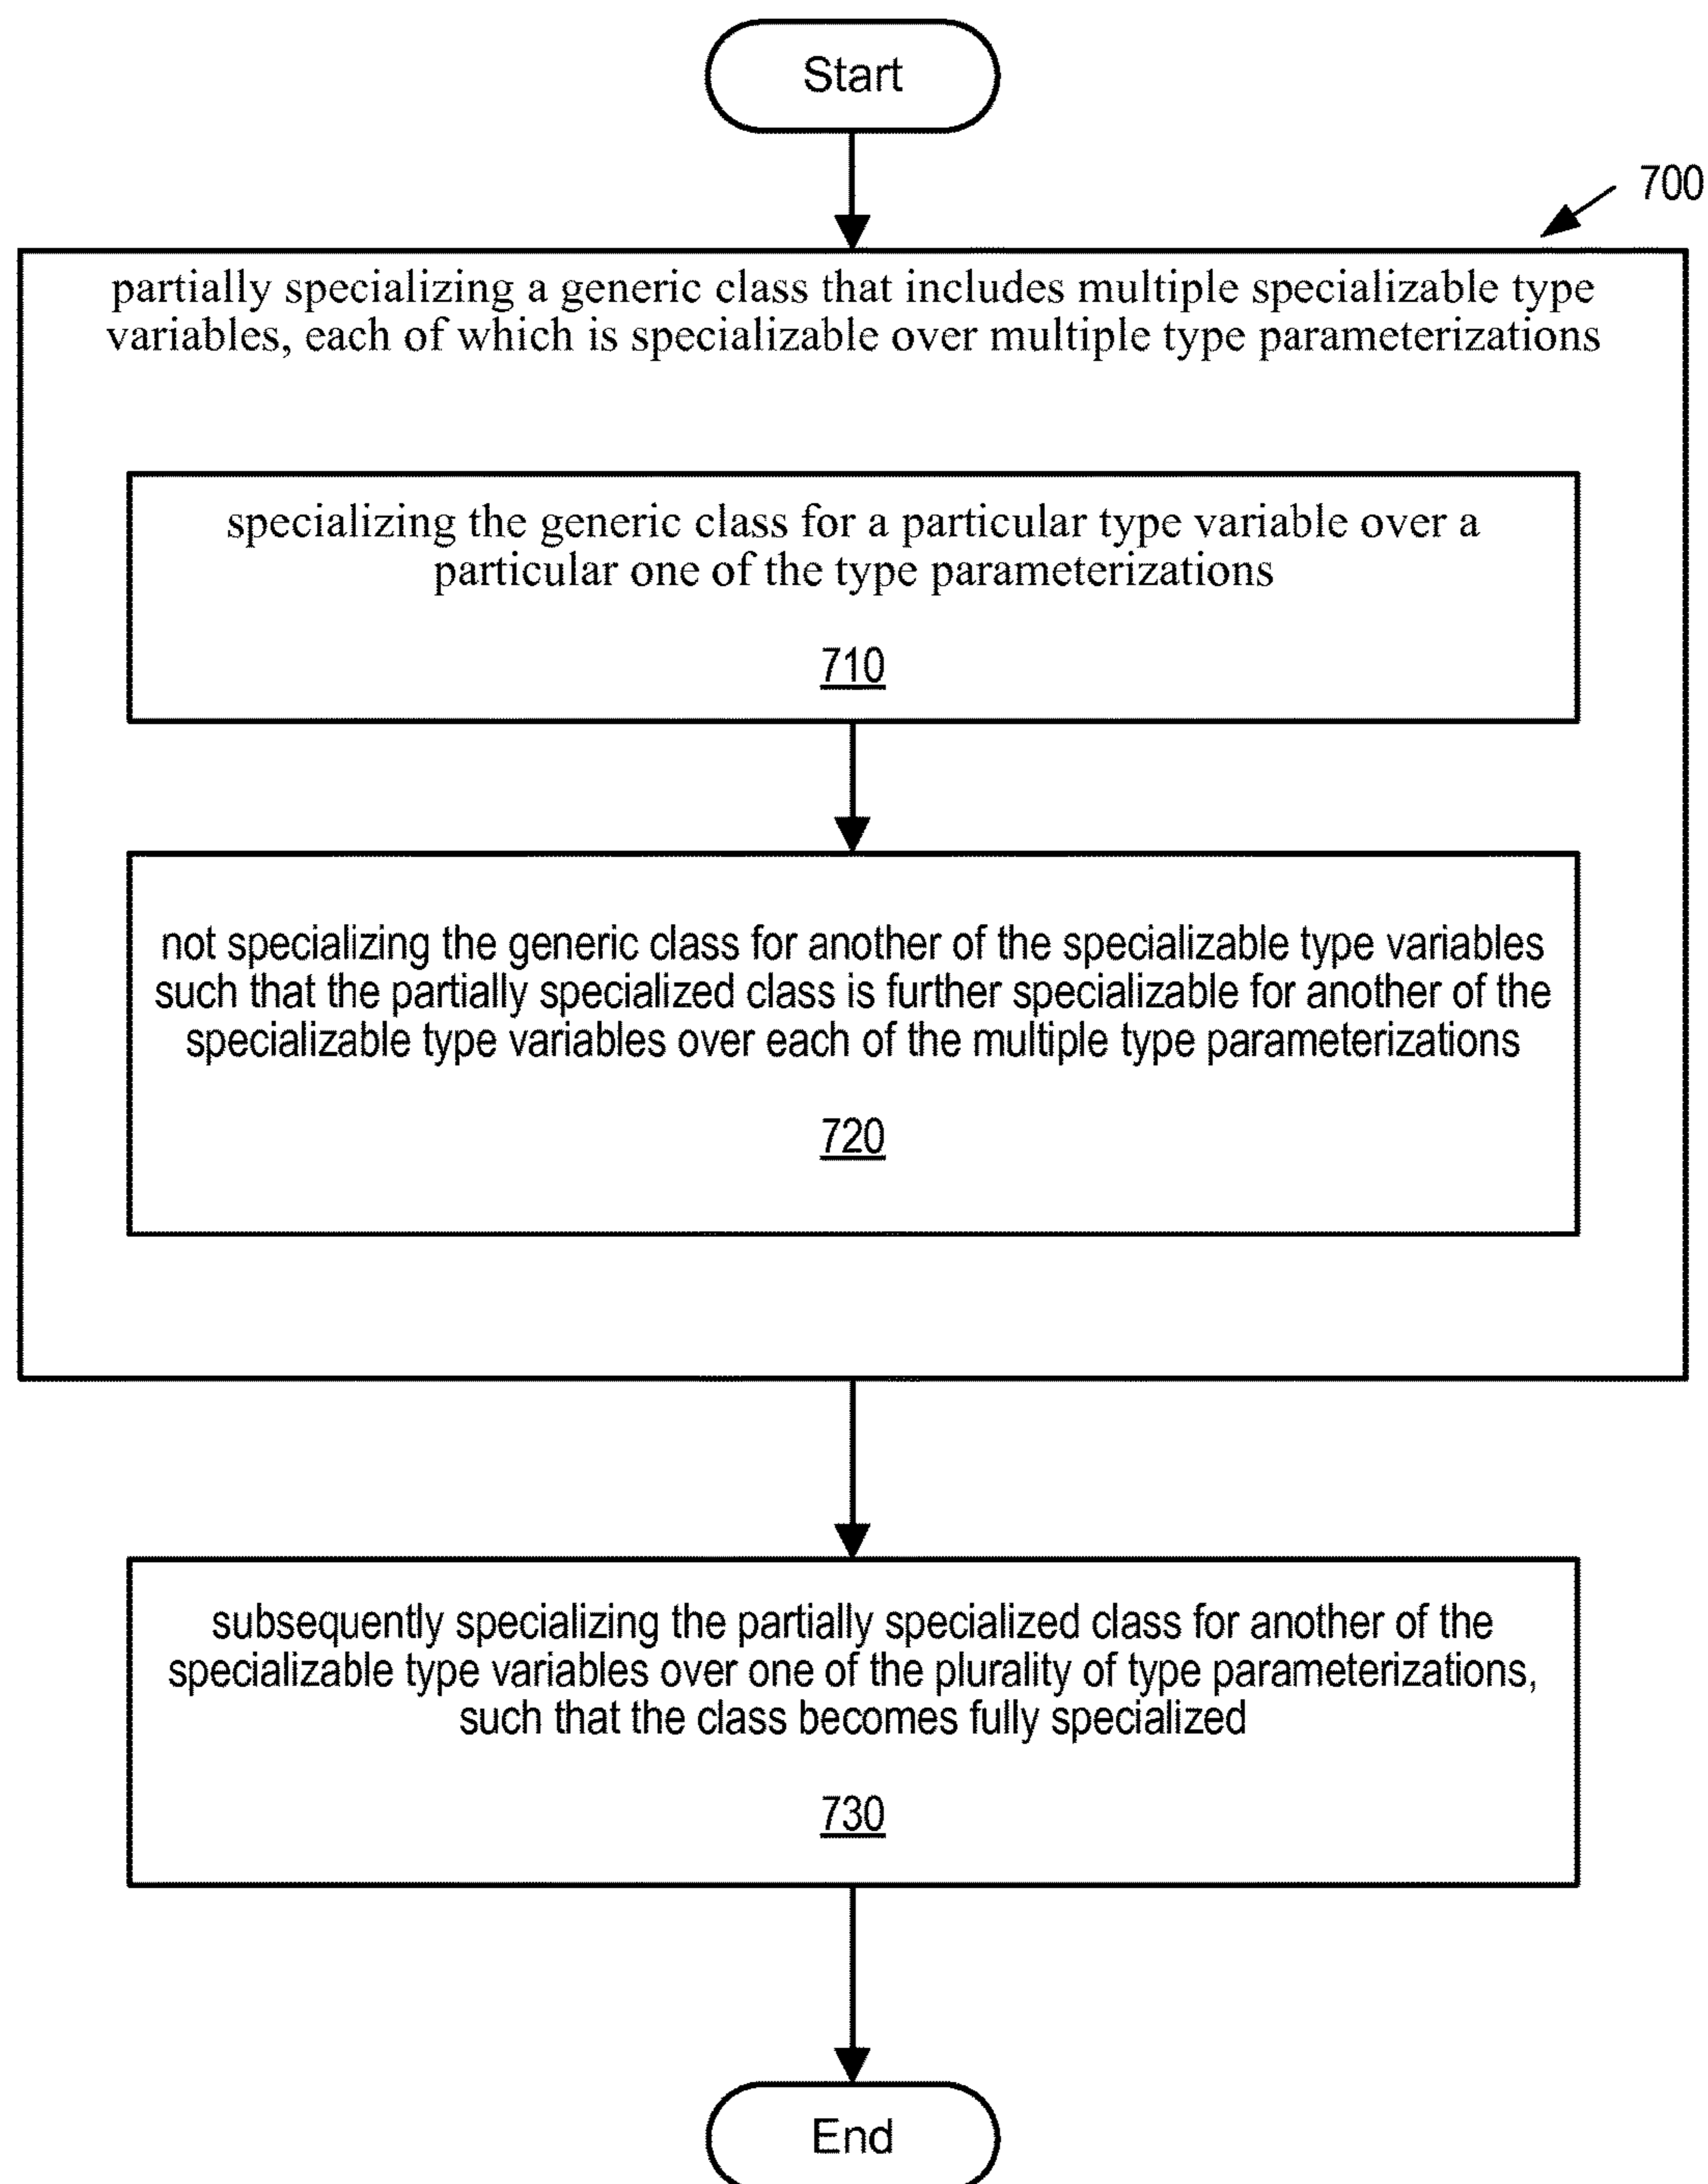 Start
700
partially specializing a generic class that includes multiple specializable type
variables, each of which is specializable over multiple type parameterizations
specializing the generic class for a particular type variable over a
particular one of the type parameterizations
710
not specializing the generic class for another of the specializable type variables
such that the partially specialized class is further specializable for another of the
specializable type variables over each of the multiple type parameterizations
720
subsequently specializing the partially specialized class for another of the
specializable type variables over one of the plurality of type parameterizations,
such that the class becomes fully specialized
730
End